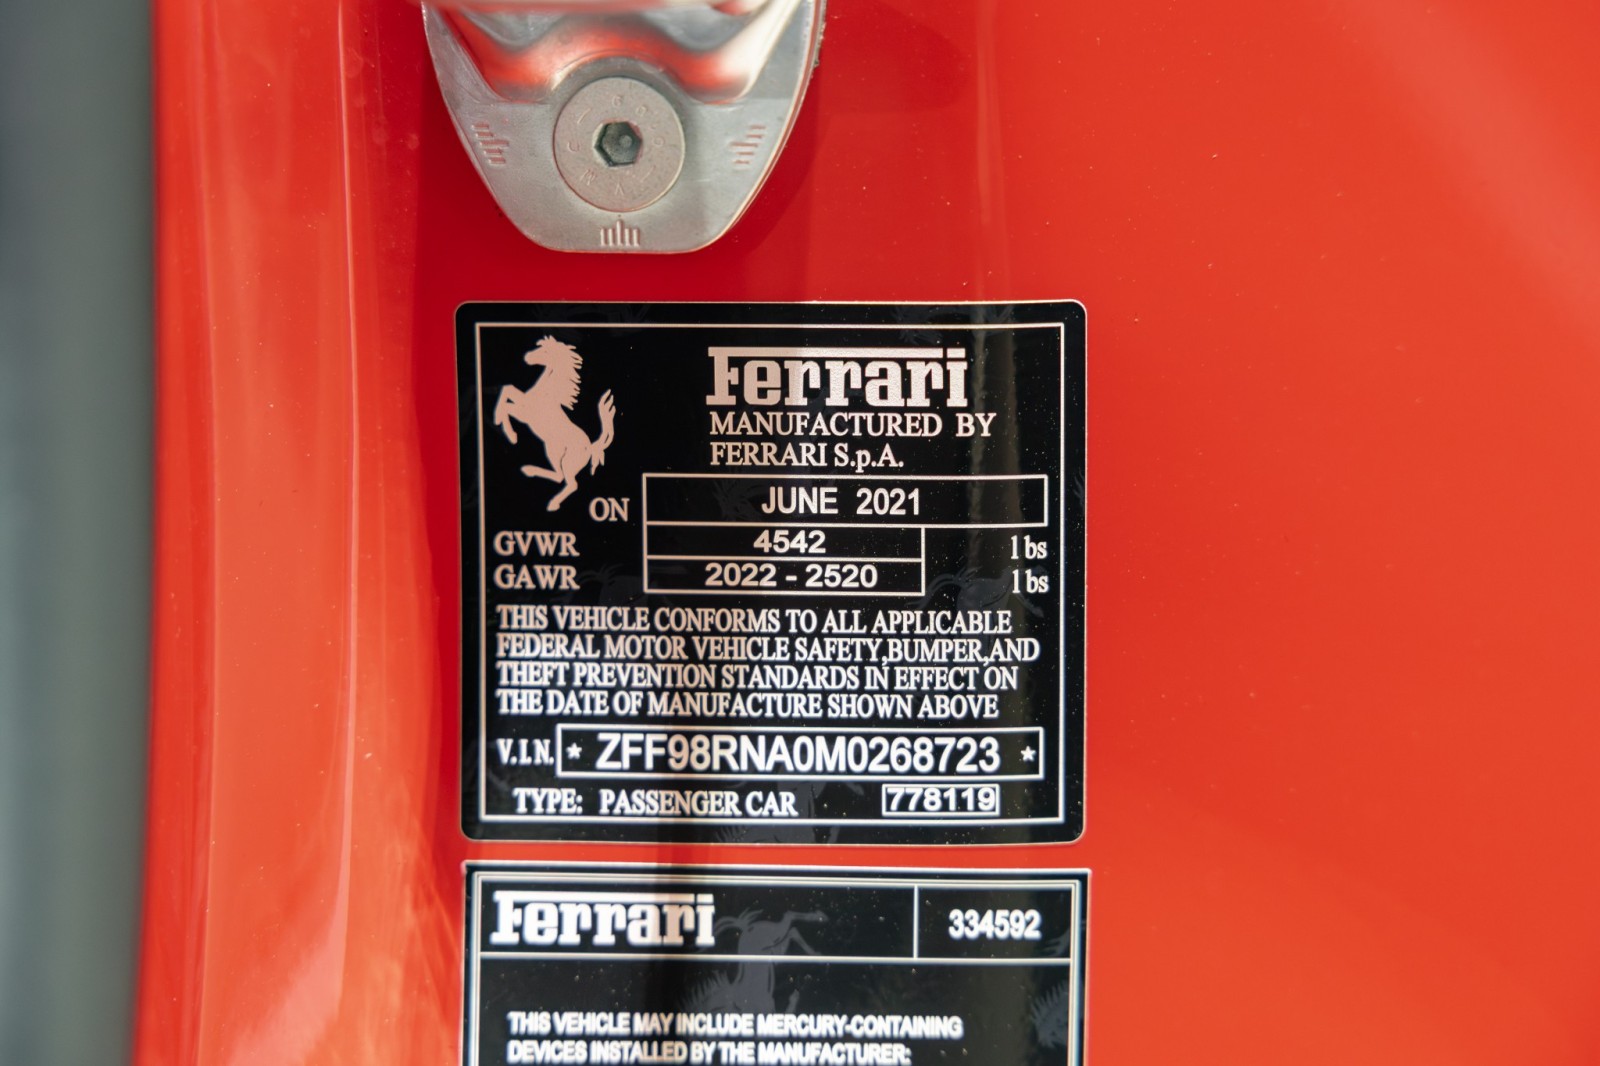 Ferrari
MANUFACTURED BY
FERRARI S.p.A.
ON JUNE 2021
GVWR 4542 lbs
GAWR 2022 - 2520 lbs
THIS VEHICLE CONFORMS TO ALL APPLICABLE
FEDERAL MOTOR VEHICLE SAFETY,BUMPER,AND
THEFT PREVENTION STANDARDS IN EFFECT ON
THE DATE OF MANUFACTURE SHOWN ABOVE
V.I.N. * ZFF98RNA0M0268723 *
TYPE: PASSENGER CAR 778119
Ferrari 334592
THIS VEHICLE MAY INCLUDE MERCURY-CONTAINING
DEVICES INSTALLED BY THE MANUFACTURER: